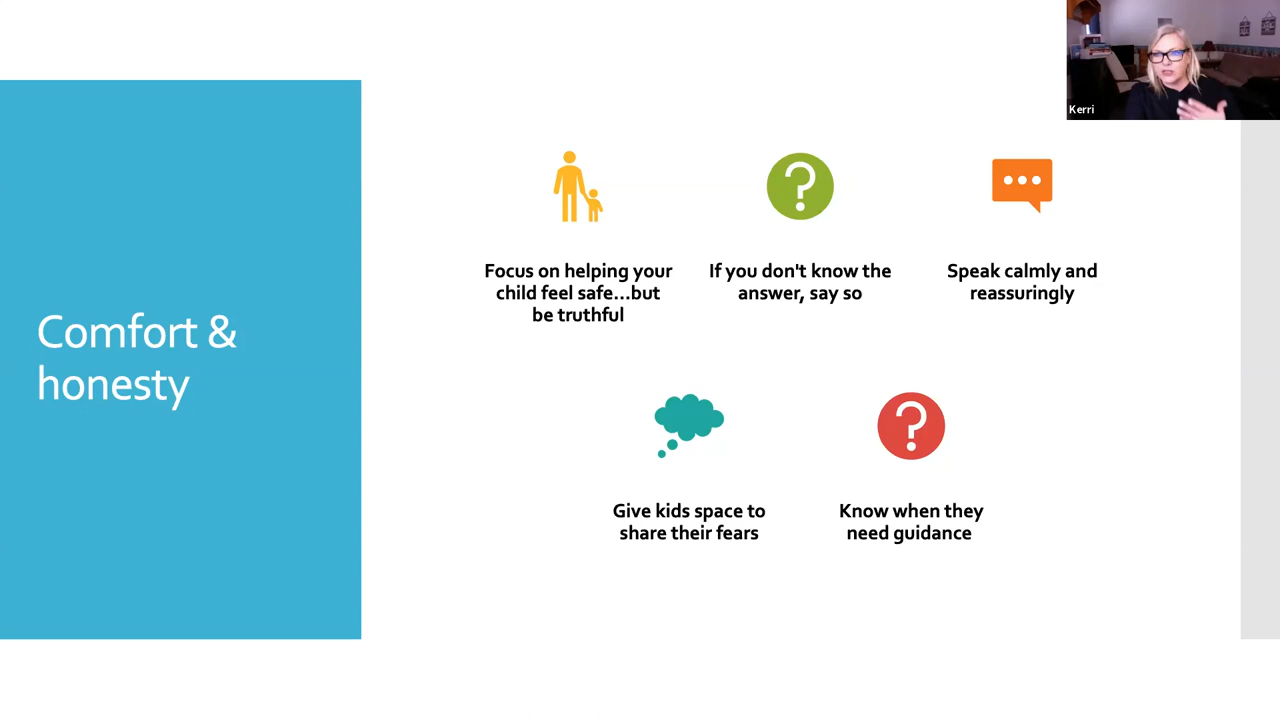 Kerri
Comfort &
honesty
Focus on helping your
child feel safe...but
be truthful
If you don't know the
answer, say so
Speak calmly and
reassuringly
Give kids space to
share their fears
Know when they
need guidance